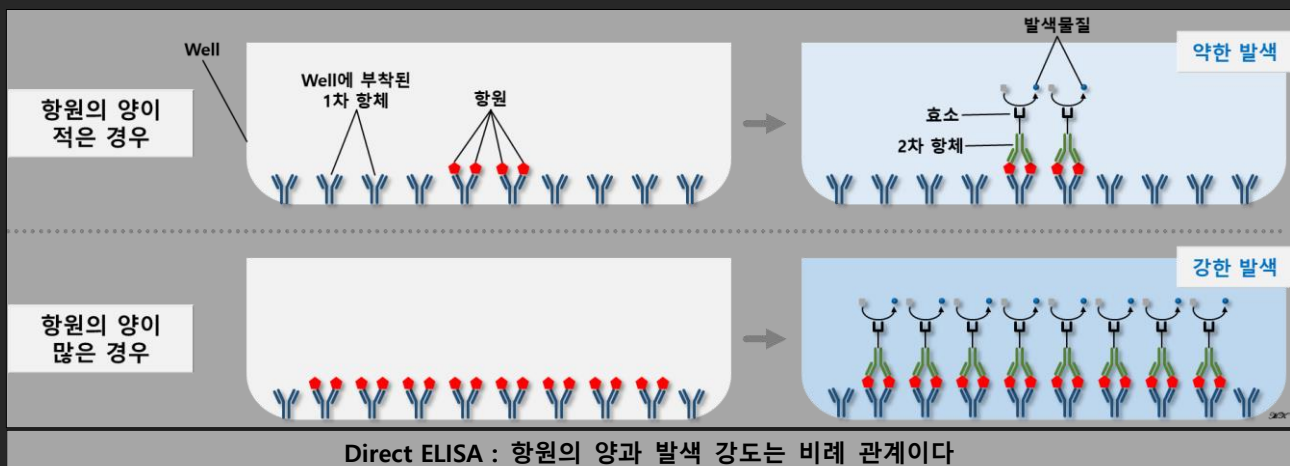 Well
Well에 부착된
1차 항체
항원
항원의 양이
적은 경우
발색물질
약한 발색
효소
2차 항체
항원의 양이
많은 경우
강한 발색
Direct ELISA : 항원의 양과 발색 강도는 비례 관계이다